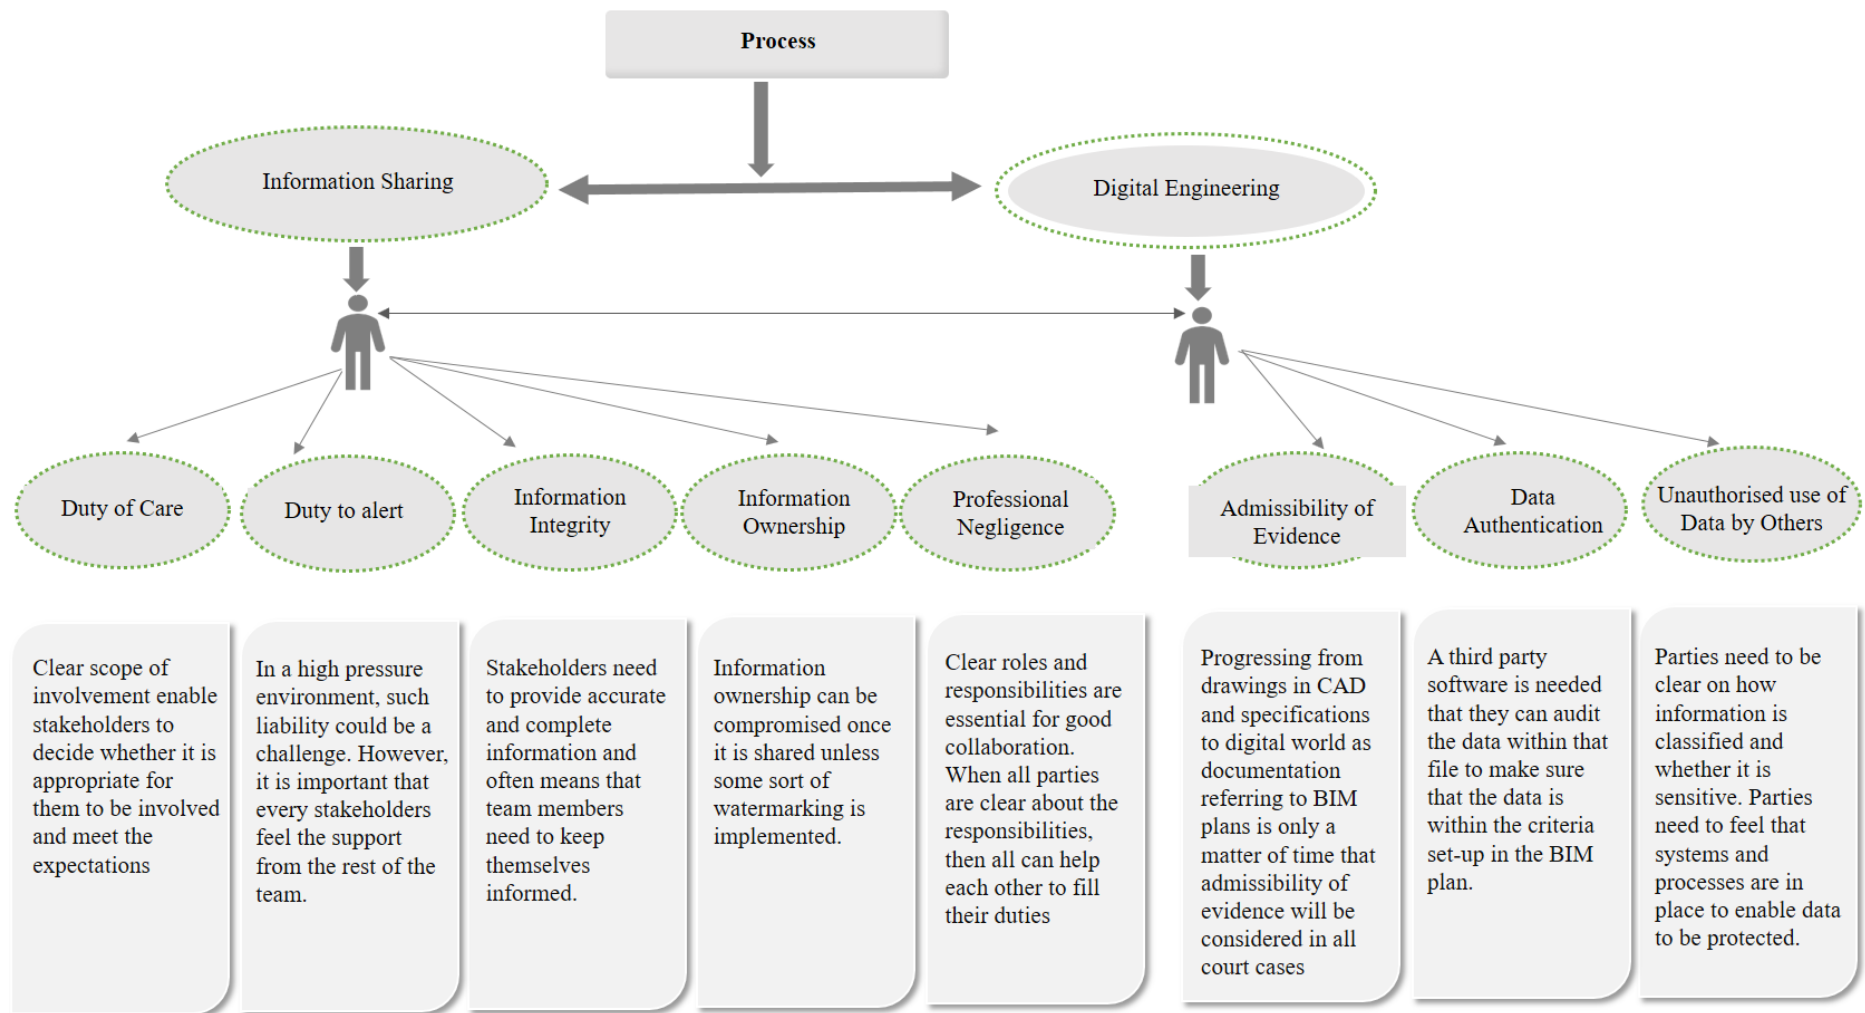 Process
Information Sharing
Digital Engineering
Duty of Care
Duty to alert
Information
Integrity
Information
Ownership
Professional
Negligence
Admissibility of
Evidence
Data
Authentication
Unauthorised use of
Data by Others
Clear scope of
involvement enable
stakeholders to
decide whether it is
appropriate for
them to be involved
and meet the
expectations
In a high pressure
environment, such
liability could be a
challenge. However,
it is important that
every stakeholders
feel the support
from the rest of the
team.
Stakeholders need
to provide accurate
and complete
information and
often means that
team members
need to keep
themselves
informed.
Information
ownership can be
compromised once
it is shared unless
some sort of
watermarking is
implemented.
Clear roles and
responsibilities are
essential for good
collaboration.
When all parties
are clear about the
responsibilities,
then all can help
each other to fill
their duties
Progressing from
drawings in CAD
and specifications
to digital world as
documentation
referring to BIM
plans is only a
matter of time that
admissibility of
evidence will be
considered in all
court cases
A third party
software is needed
that they can audit
the data within that
file to make sure
that the data is
within the criteria
set-up in the BIM
plan.
Parties need to be
clear on how
information is
classified and
whether it is
sensitive. Parties
need to feel that
systems and
processes are in
place to enable data
to be protected.